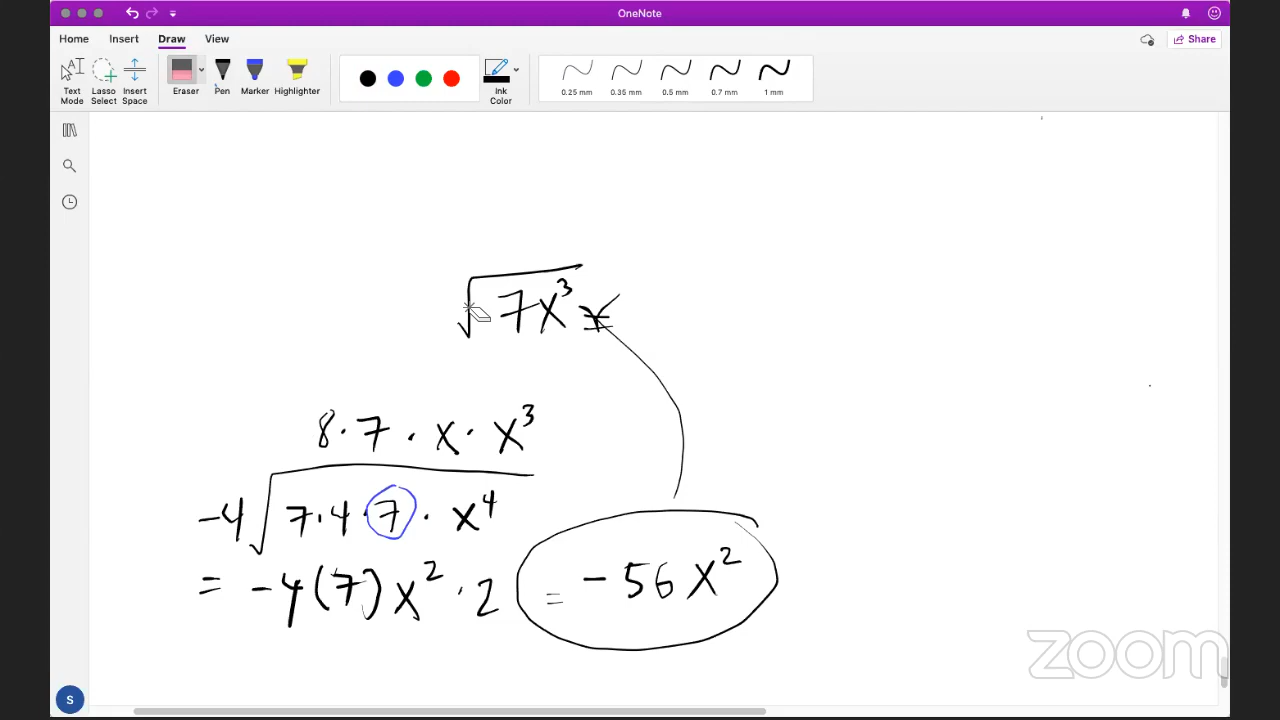 OneNote
Home Insert Draw View
Share
Text Mode
Lasso Select
Insert Space
Eraser
Pen
Marker
Highlighter
Ink Color
0.25 mm
0.35 mm
0.5 mm
0.7 mm
1 mm
√7x³
8·7·x·x³
-4√7·4·7·x⁴
= -4(7)x²·2 = -56x²
zoom
S